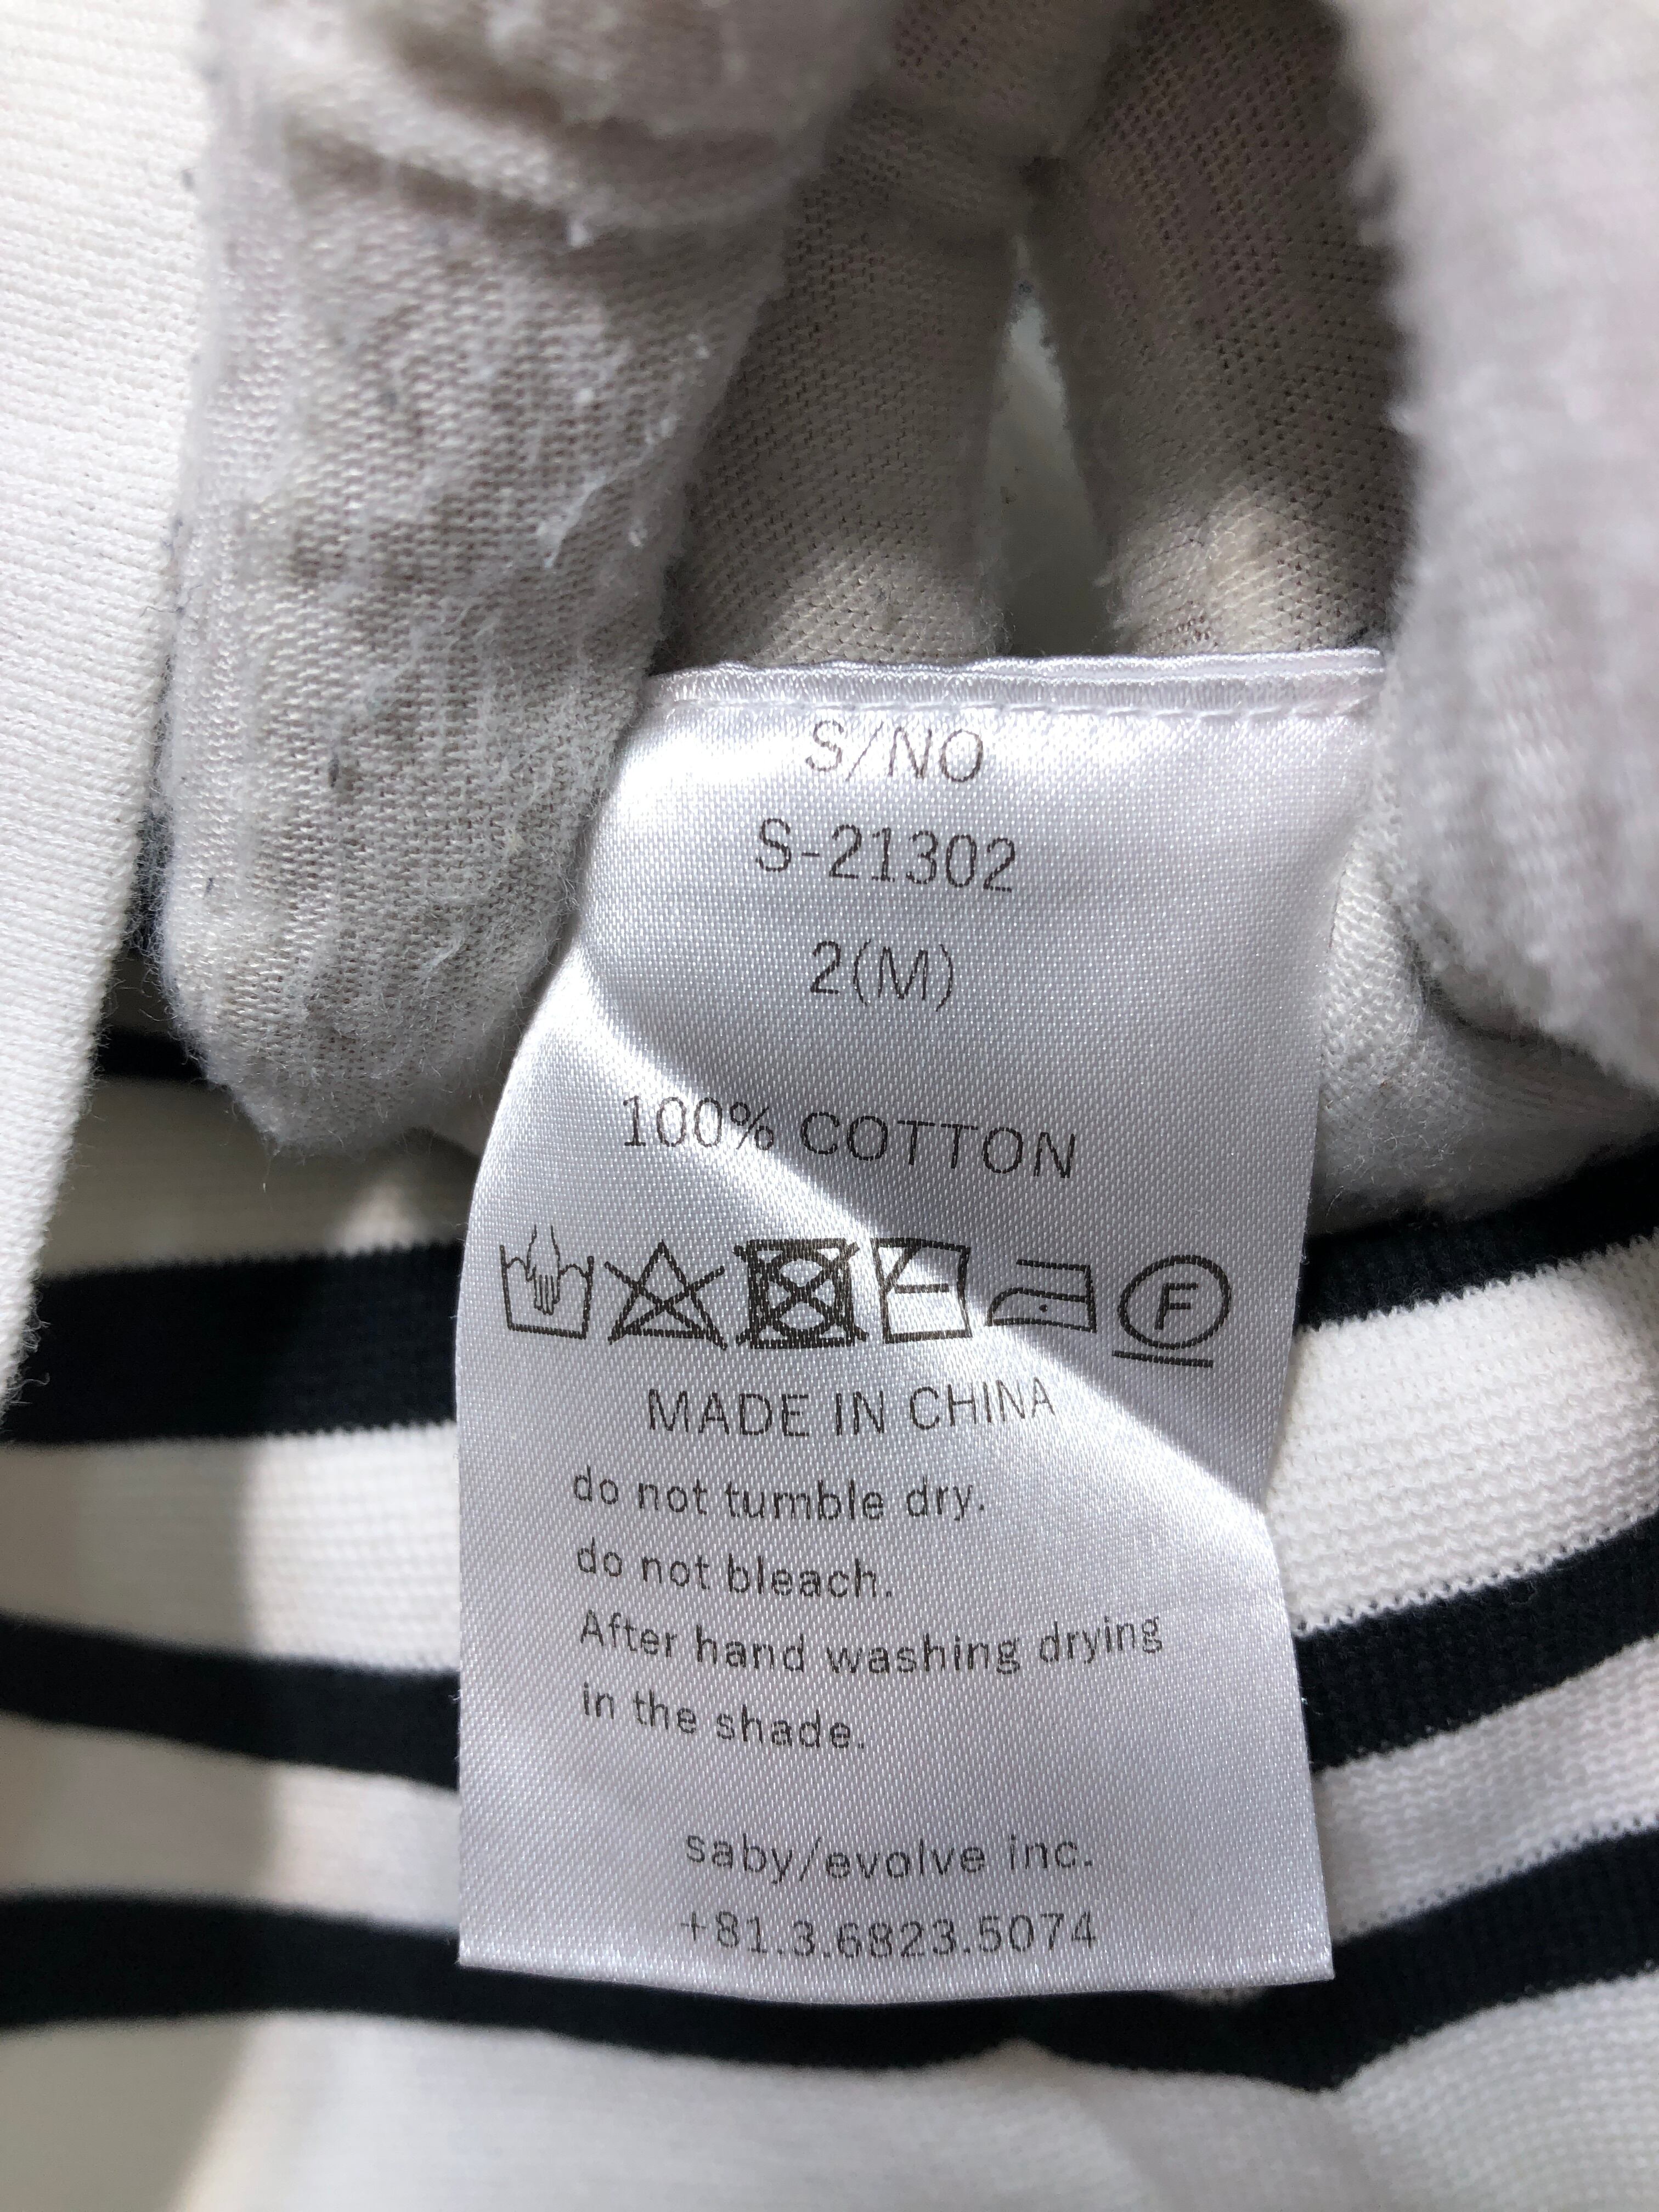 S/NO
S-21302
2(M)
100% COTTON
F
MADE IN CHINA
do not tumble dry.
do not bleach.
After hand washing drying
in the shade.
saby/evolve inc.
+81.3.6823.5074